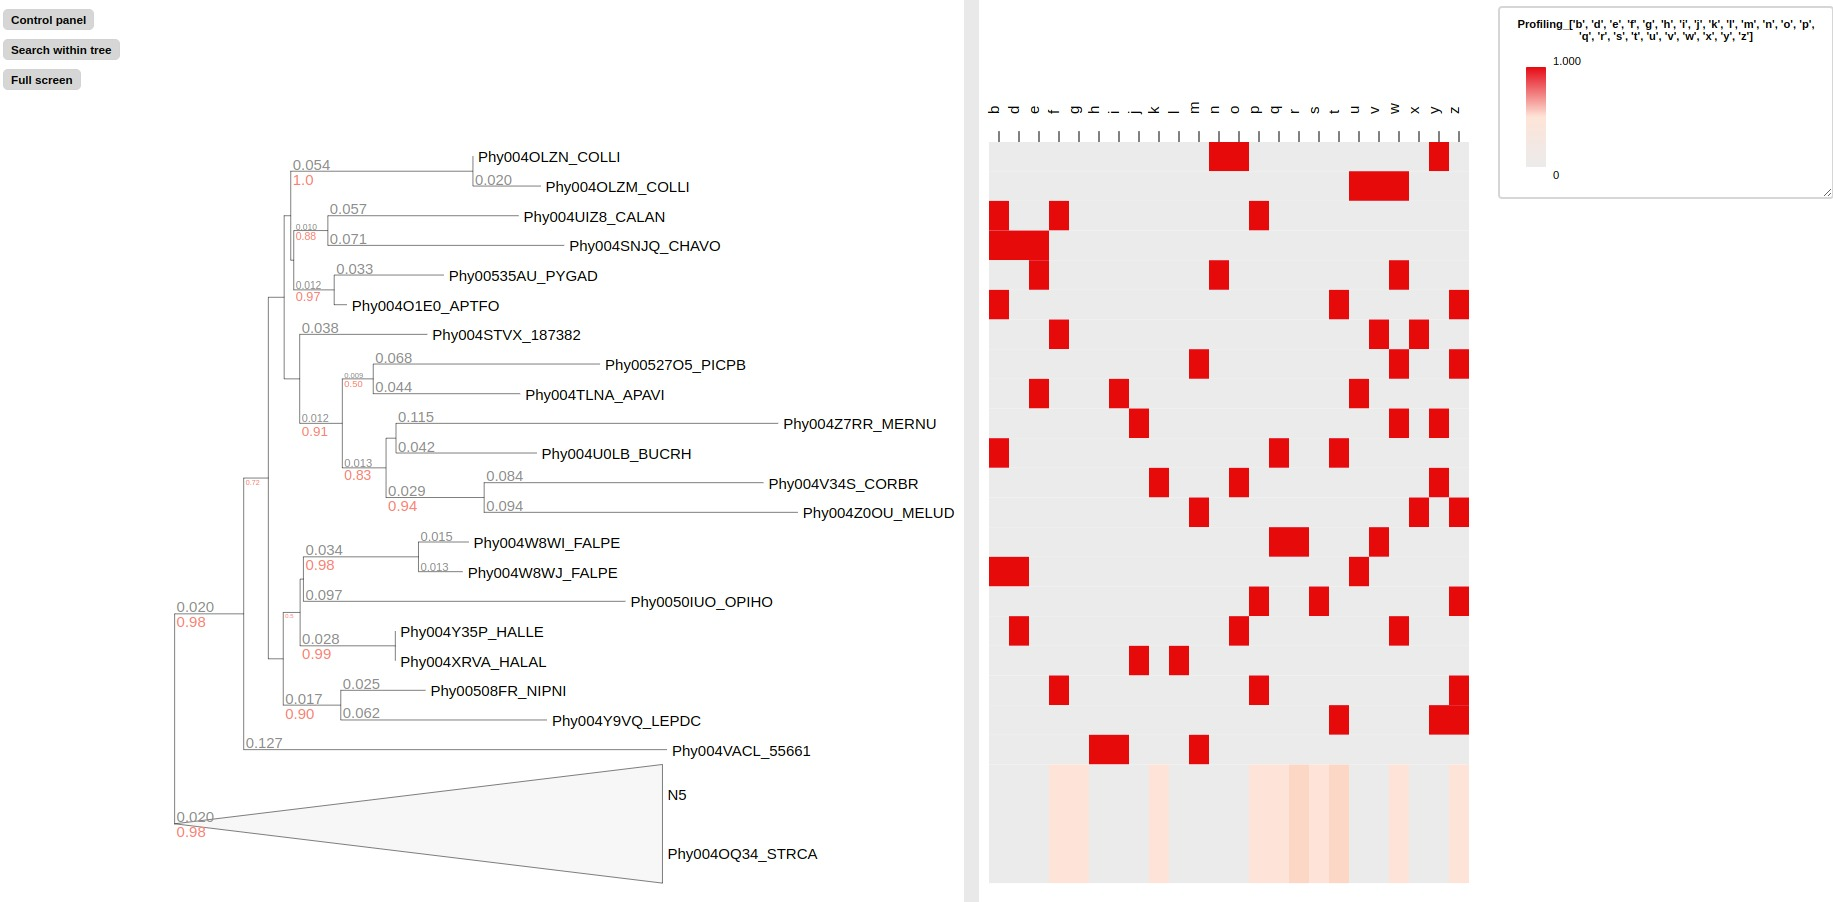 Control panel
Search within tree
Full screen
Profiling_['b', 'd', 'e', 'f', 'g', 'h', 'i', 'j', 'k', 'l', 'm', 'n', 'o', 'p',
'q', 'r', 's', 't', 'u', 'v', 'w', 'x', 'y', 'z']
1.000
0
b d e f g h i j k l m n o p q r s t u v w x y z
0.054
1.0
Phy004OLZN_COLLI
0.020
Phy004OLZM_COLLI
0.057
Phy004UIZ8_CALAN
0.010
0.88
0.071
Phy004SNJQ_CHAVO
0.033
Phy00535AU_PYGAD
0.012
0.97
Phy004O1E0_APTFO
0.038
Phy004STVX_187382
0.068
Phy00527O5_PICPB
0.009
0.50
0.044
Phy004TLNA_APAVI
0.012
0.91
0.115
Phy004Z7RR_MERNU
0.042
Phy004U0LB_BUCRH
0.013
0.83
0.084
Phy004V34S_CORBR
0.029
0.94
0.094
Phy004Z0OU_MELUD
0.72
0.015
Phy004W8WI_FALPE
0.034
0.98
0.013
Phy004W8WJ_FALPE
0.097
Phy0050IUO_OPIHO
0.020
0.98
Phy004Y35P_HALLE
0.028
0.99
Phy004XRVA_HALAL
0.025
Phy00508FR_NIPNI
0.017
0.90
0.062
Phy004Y9VQ_LEPDC
0.127
Phy004VACL_55661
N5
0.020
0.98
Phy004OQ34_STRCA